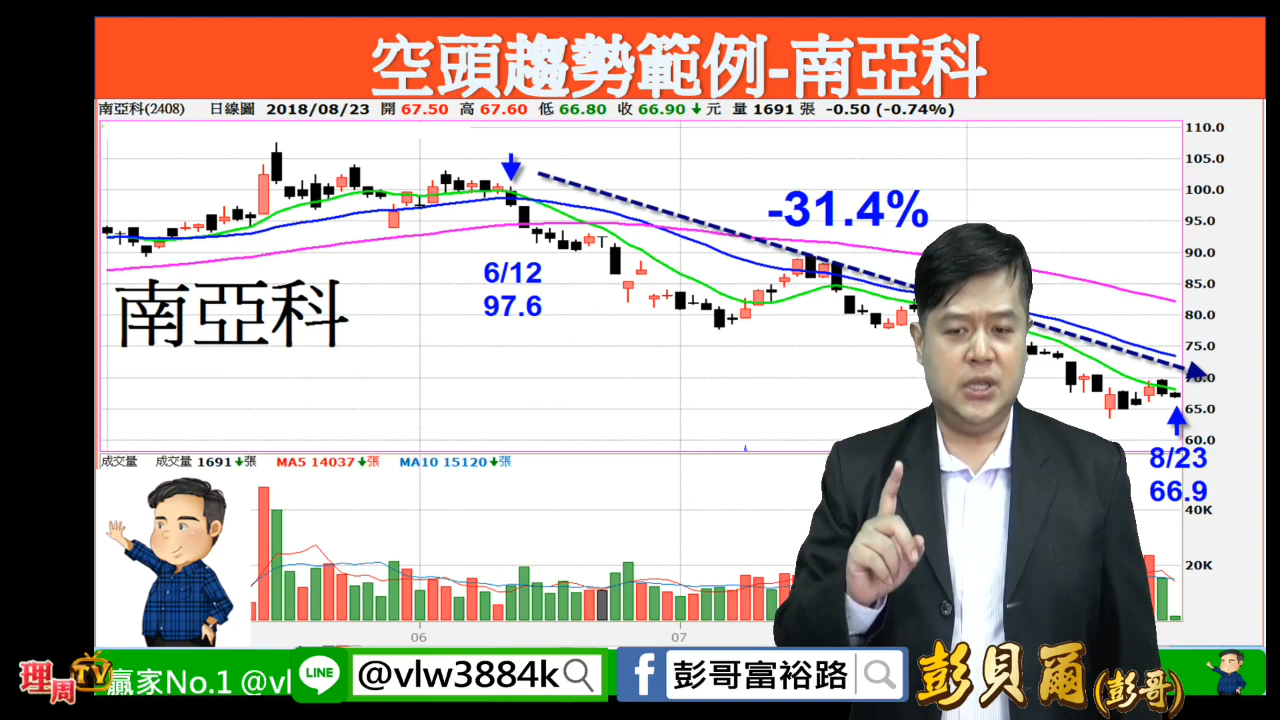 空頭趨勢範例-南亞科
南亞科(2408) 日線圖 2018/08/23 開 67.50 高 67.60 低 66.80 收 66.90↓元 量 1691 張 -0.50 (-0.74%)
110.0
105.0
100.0
95.0
90.0
85.0
80.0
75.0
70.0
65.0
60.0
-31.4%
6/12
97.6
南亞科
8/23
66.9
成交量 成交量 1691↓張 MA5 14037↓張 MA10 15120↓張
40K
20K
06
07
理周TV
贏家No.1 @vl
LINE
@vlw3884k
f
彭哥富裕路
彭貝爾(彭哥)